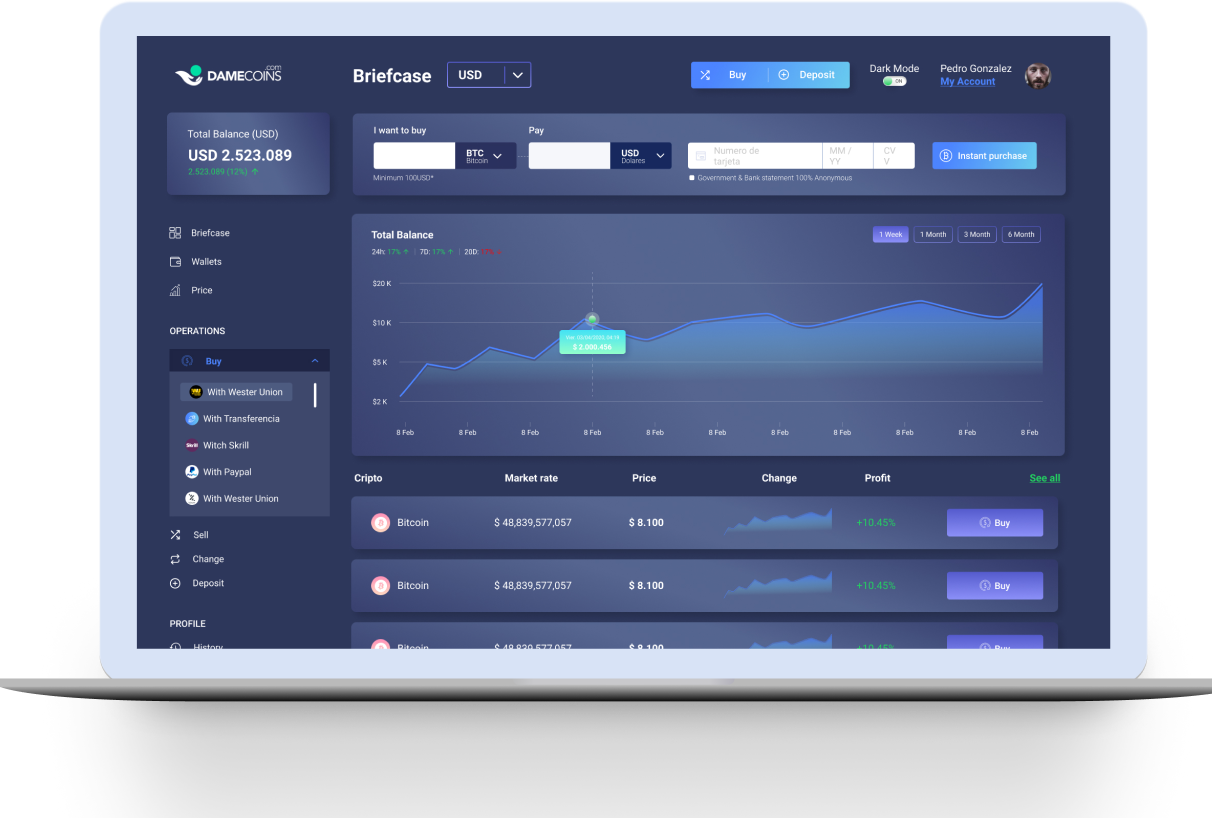 DAMECOINS
.com
Briefcase
USD
Buy
Deposit
Dark Mode
ON
Pedro Gonzalez
My Account
Total Balance (USD)
USD 2.523.089
2.523.089 (12%)
I want to buy
BTC
Bitcoin
Minimum 100USD*
Pay
USD
Dolares
Numero de
tarjeta
MM /
YY
CV
V
Government & Bank statement 100% Anonymous
Instant purchase
Briefcase
Wallets
Price
OPERATIONS
Buy
With Wester Union
With Transferencia
Skrill
Witch Skrill
With Paypal
With Wester Union
Sell
Change
Deposit
PROFILE
History
Total Balance
24h: 17% | 7D: 17% | 20D:
1 Week
1 Month
3 Month
6 Month
$20 K
$10 K
$5 K
$2 K
$ 2.000.456
8 Feb 8 Feb 8 Feb 8 Feb 8 Feb 8 Feb 8 Feb 8 Feb 8 Feb 8 Feb 8 Feb
Cripto Market rate Price Change Profit See all
Bitcoin $ 48,839,577,057 $ 8.100 +10.45% Buy
Bitcoin $ 48,839,577,057 $ 8.100 +10.45% Buy
Bitcoin $ 48,839,577,057 $ 8.100 +10.45% Buy